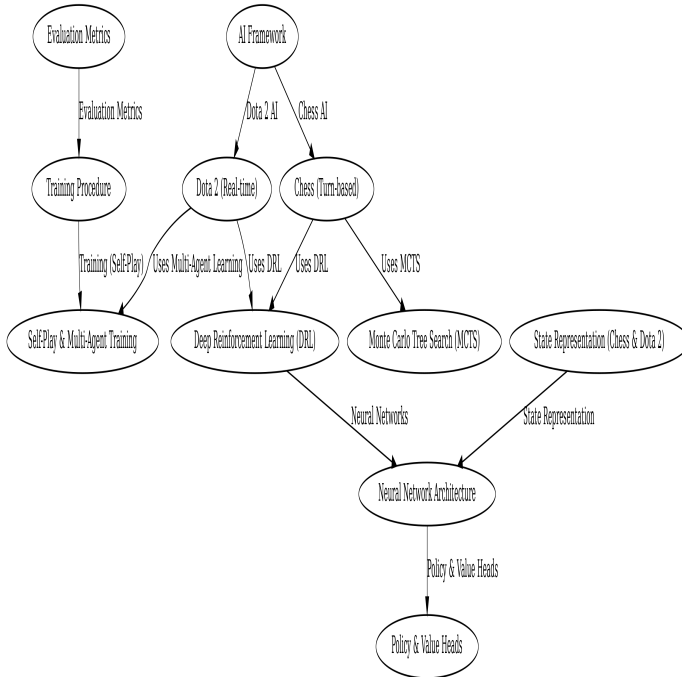 Evaluation Metrics
AI Framework
Evaluation Metrics
Dota 2 AI
Chess AI
Training Procedure
Dota 2 (Real-time)
Chess (Turn-based)
Training (Self-Play)
Uses Multi-Agent Learning
Uses DRL
Uses DRL
Uses MCTS
Self-Play & Multi-Agent Training
Deep Reinforcement Learning (DRL)
Monte Carlo Tree Search (MCTS)
State Representation (Chess & Dota 2)
Neural Networks
State Representation
Neural Network Architecture
Policy & Value Heads
Policy & Value Heads